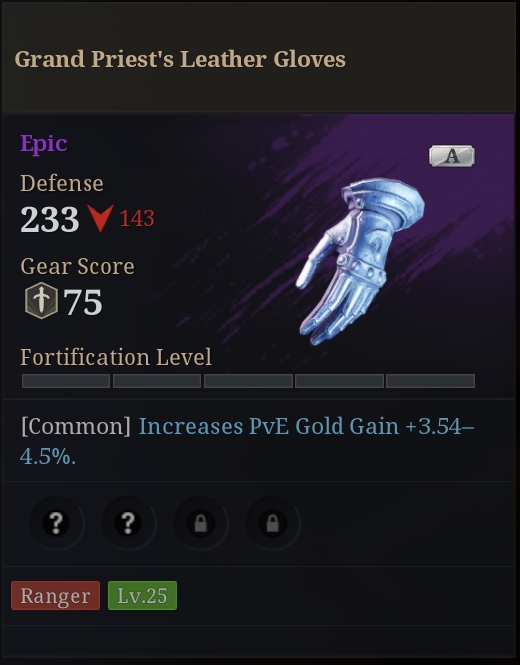 Grand Priest's Leather Gloves
Epic
A
Defense
233 143
Gear Score
75
Fortification Level
[Common] Increases PvE Gold Gain +3.54–
4.5%.
? ?
Ranger Lv.25